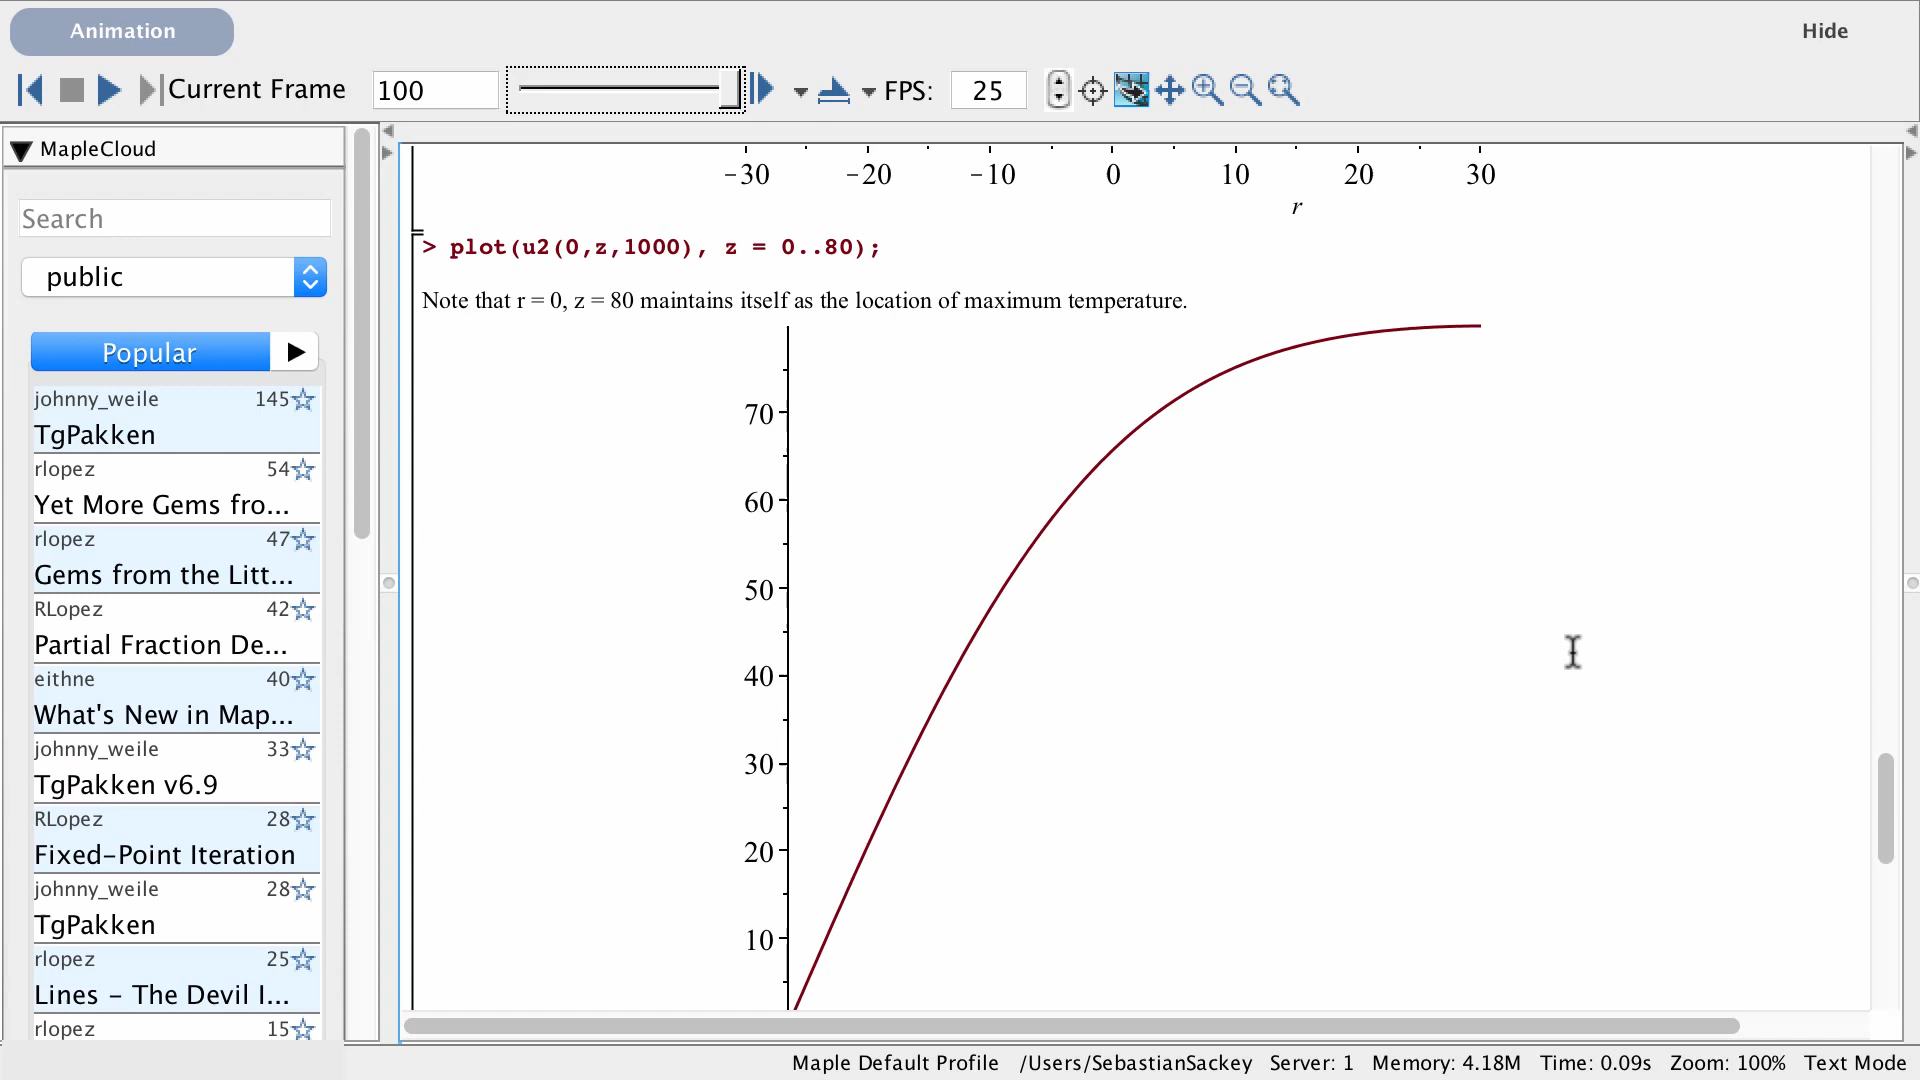 Animation
Hide
Current Frame 100 FPS: 25
MapleCloud
Search
public
Popular
johnny_weile 145
TgPakken
rlopez 54
Yet More Gems fro...
rlopez 47
Gems from the Litt...
RLopez 42
Partial Fraction De...
eithne 40
What's New in Map...
johnny_weile 33
TgPakken v6.9
RLopez 28
Fixed-Point Iteration
johnny_weile 28
TgPakken
rlopez 25
Lines - The Devil I...
rlopez 15
-30 -20 -10 0 10 20 30
r
> plot(u2(0,z,1000), z = 0..80);
Note that r = 0, z = 80 maintains itself as the location of maximum temperature.
70
60
50
40
30
20
10
Maple Default Profile /Users/SebastianSackey Server: 1 Memory: 4.18M Time: 0.09s Zoom: 100% Text Mode